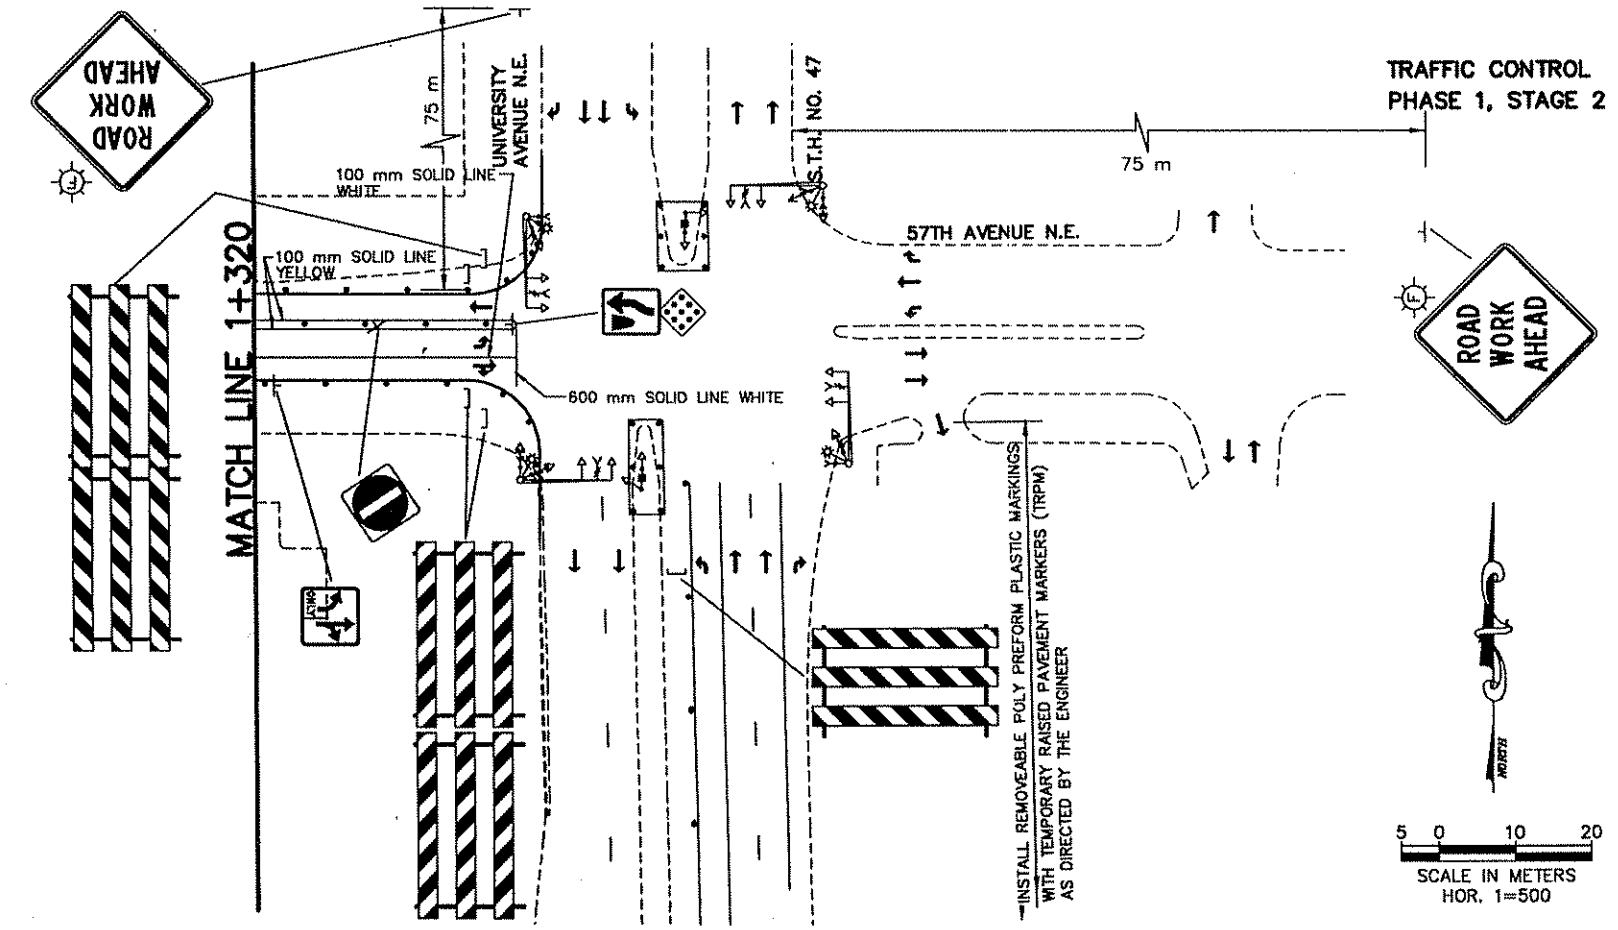 TRAFFIC CONTROL
PHASE 1, STAGE 2
ROAD
WORK
AHEAD
F
75 m
UNIVERSITY
AVENUE N.E.
S.T.H. NO. 47
75 m
100 mm SOLID LINE
WHITE
57TH AVENUE N.E.
100 mm SOLID LINE
YELLOW
MATCH LINE 1+320
F
ROAD
WORK
AHEAD
600 mm SOLID LINE WHITE
ONLY
INSTALL REMOVEABLE POLY PREFORM PLASTIC MARKINGS
WITH TEMPORARY RAISED PAVEMENT MARKERS (TRPM)
AS DIRECTED BY THE ENGINEER
NORTH
5 0 10 20
SCALE IN METERS
HOR. 1=500